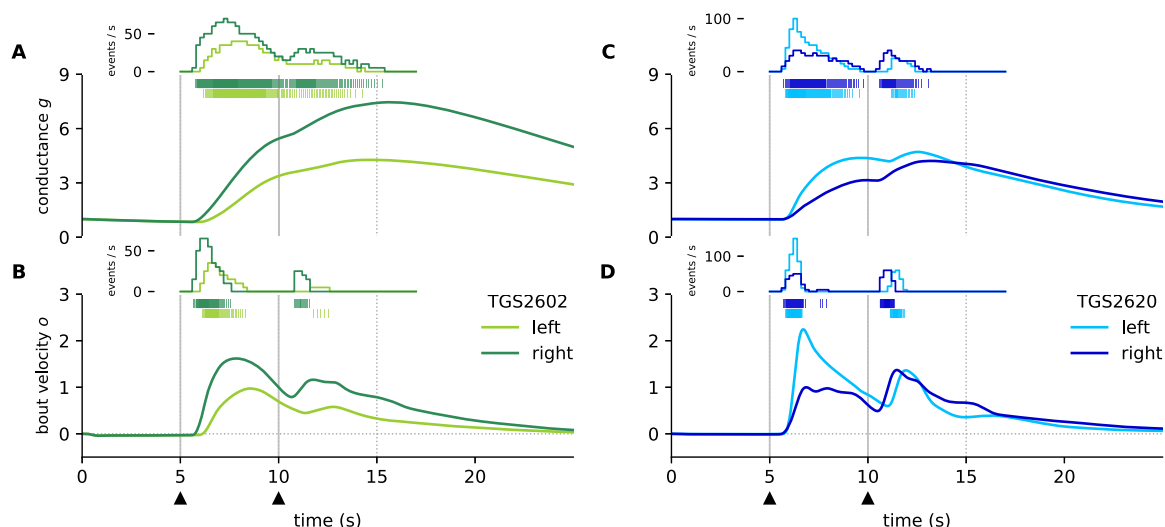 A
events / s
50
0
9
6
3
0
conductance g
C
events / s
100
0
9
6
3
0
B
events / s
50
0
3
2
1
0
bout velocity o
TGS2602
left
right
0 5 10 15 20
time (s)
D
events / s
100
0
3
2
1
0
TGS2620
left
right
0 5 10 15 20
time (s)